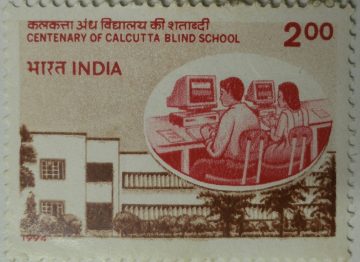 कलकत्ता अंध विद्यालय की शताब्दी
CENTENARY OF CALCUTTA BLIND SCHOOL
2.00
भारत INDIA
1994